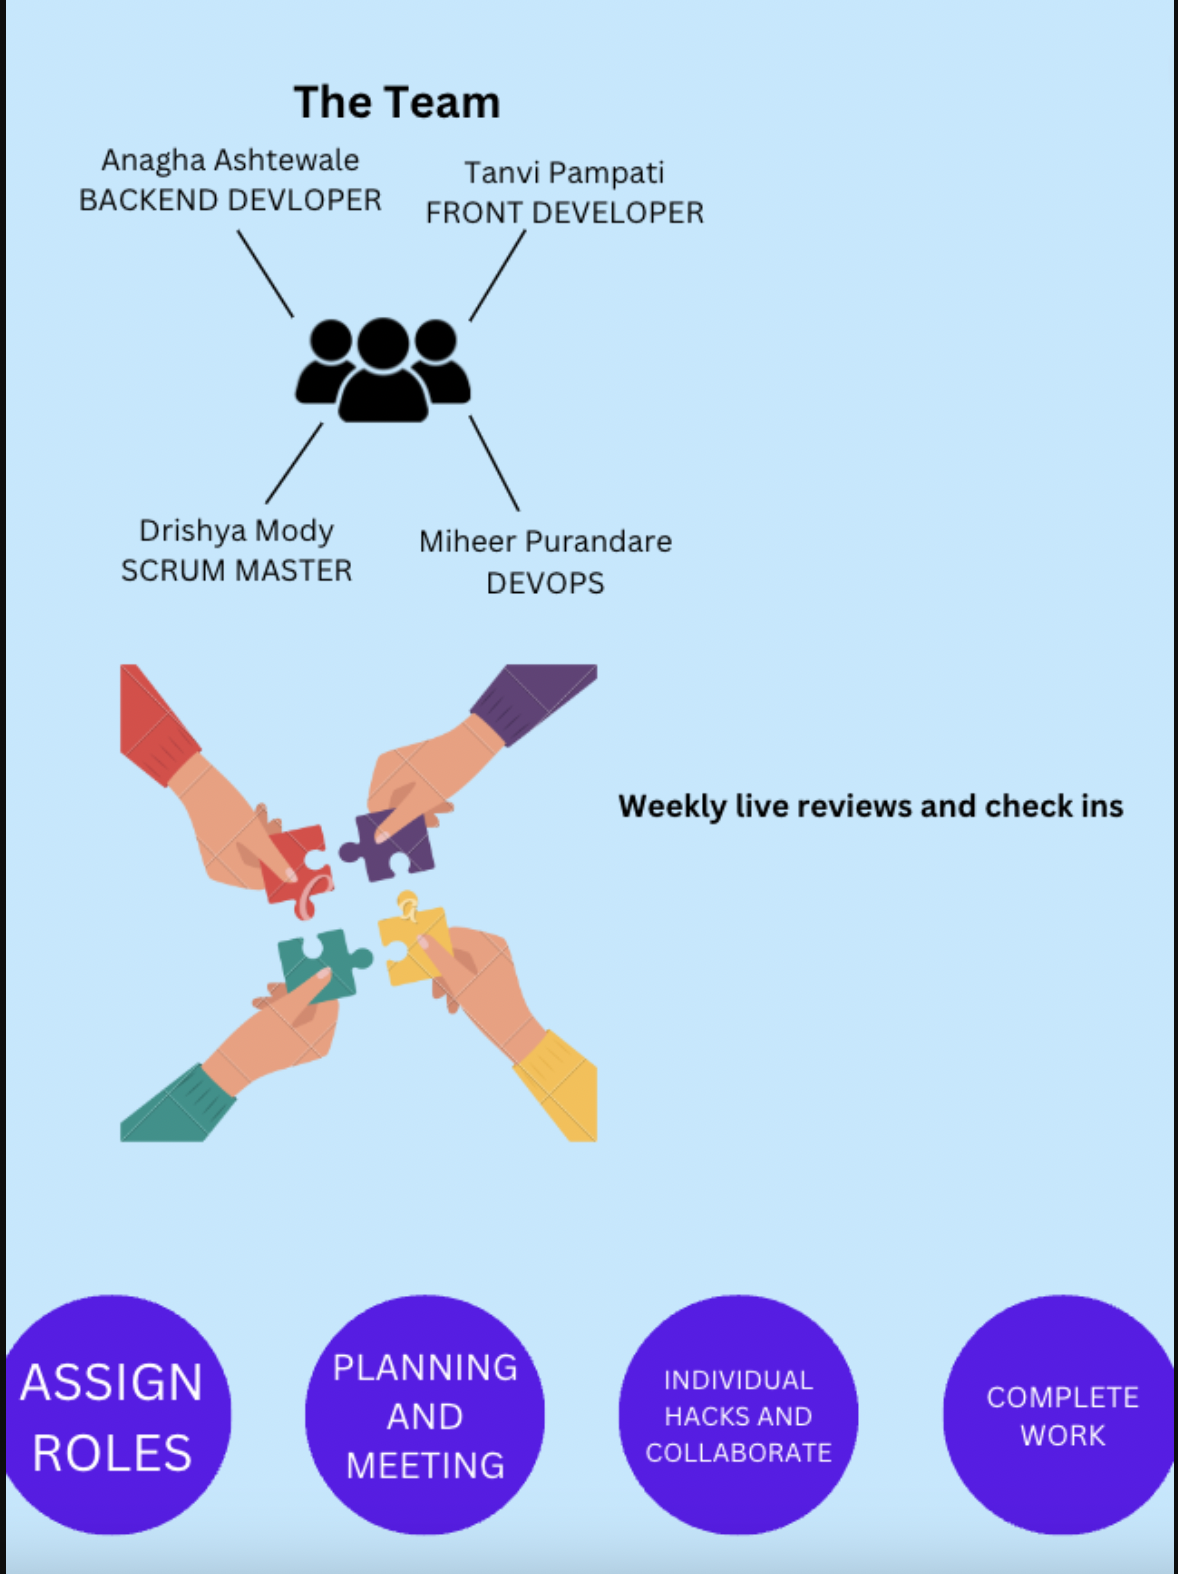 The Team
Anagha Ashtewale
BACKEND DEVLOPER
Tanvi Pampati
FRONT DEVELOPER
Drishya Mody
SCRUM MASTER
Miheer Purandare
DEVOPS
Weekly live reviews and check ins
ASSIGN
ROLES
PLANNING
AND
MEETING
INDIVIDUAL
HACKS AND
COLLABORATE
COMPLETE
WORK